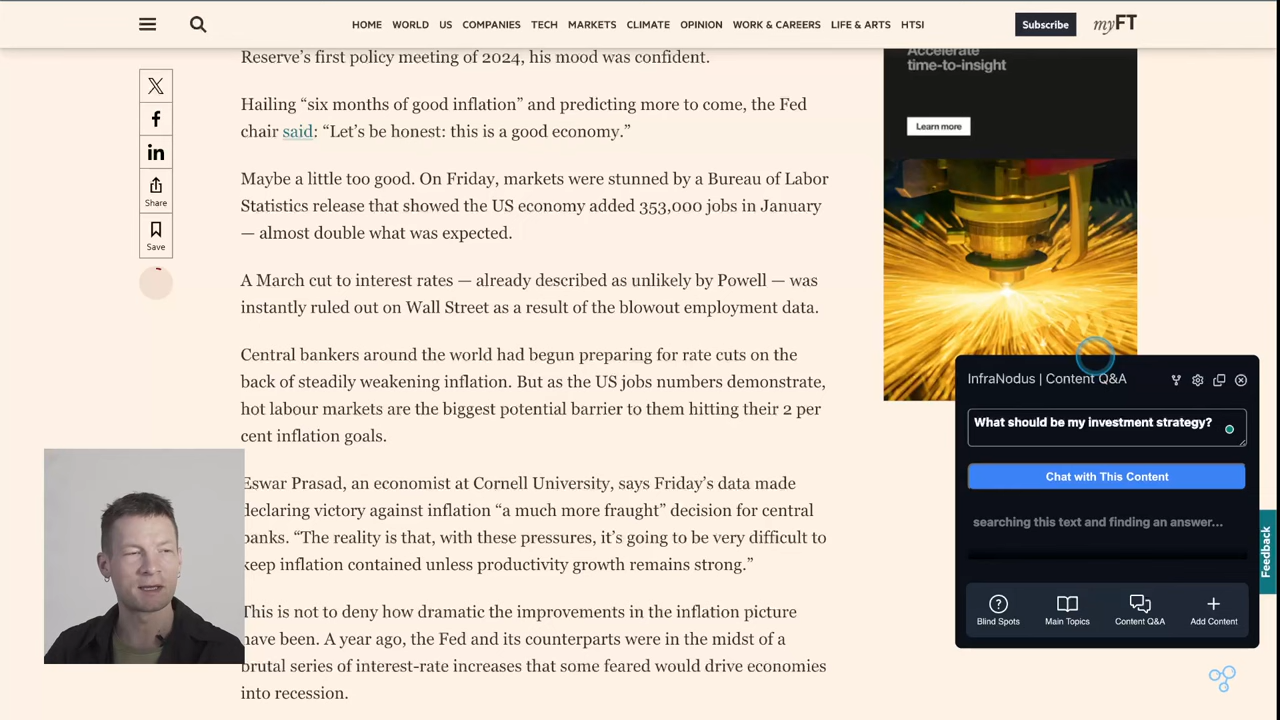 HOME WORLD US COMPANIES TECH MARKETS CLIMATE OPINION WORK & CAREERS LIFE & ARTS HTSI
Subscribe
myFT
Reserve’s first policy meeting of 2024, his mood was confident.
Hailing “six months of good inflation” and predicting more to come, the Fed
chair said: “Let’s be honest: this is a good economy.”
Maybe a little too good. On Friday, markets were stunned by a Bureau of Labor
Statistics release that showed the US economy added 353,000 jobs in January
— almost double what was expected.
A March cut to interest rates — already described as unlikely by Powell — was
instantly ruled out on Wall Street as a result of the blowout employment data.
Central bankers around the world had begun preparing for rate cuts on the
back of steadily weakening inflation. But as the US jobs numbers demonstrate,
hot labour markets are the biggest potential barrier to them hitting their 2 per
cent inflation goals.
Eswar Prasad, an economist at Cornell University, says Friday’s data made
declaring victory against inflation “a much more fraught” decision for central
banks. “The reality is that, with these pressures, it’s going to be very difficult to
keep inflation contained unless productivity growth remains strong.”
This is not to deny how dramatic the improvements in the inflation picture
have been. A year ago, the Fed and its counterparts were in the midst of a
brutal series of interest-rate increases that some feared would drive economies
into recession.
Share
Save
Accelerate
time-to-insight
Learn more
InfraNodus | Content Q&A
What should be my investment strategy?
Chat with This Content
searching this text and finding an answer...
Blind Spots
Main Topics
Content Q&A
Add Content
Feedback